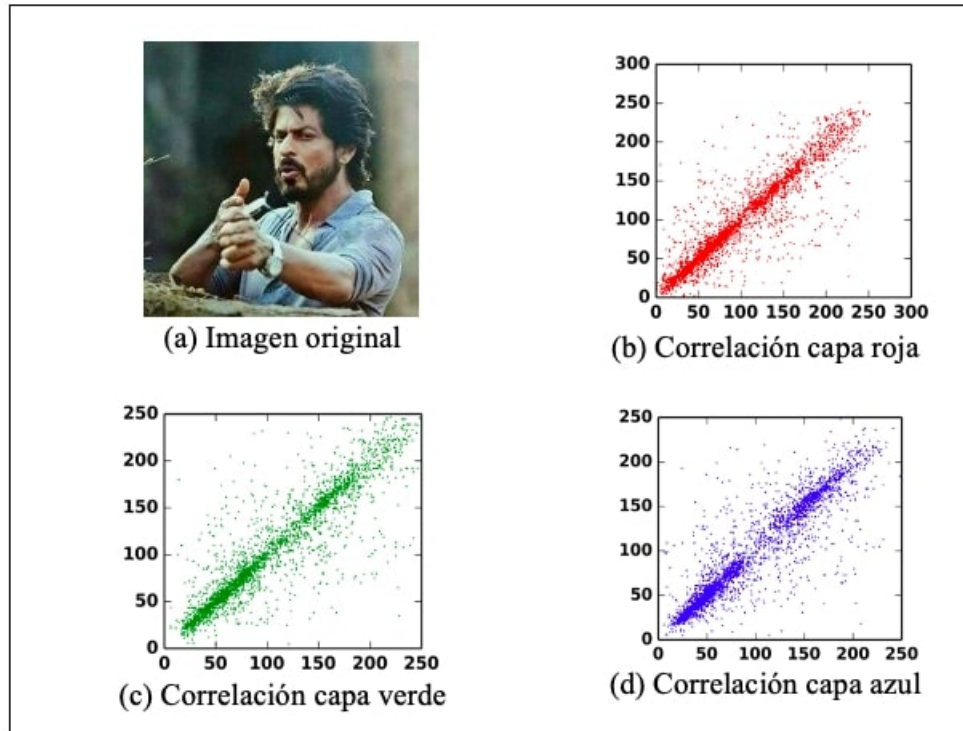 (a) Imagen original
300
250
200
150
100
50
0
0 50 100 150 200 250 300
(b) Correlación capa roja
250
200
150
100
50
0
0 50 100 150 200 250
(c) Correlación capa verde
250
200
150
100
50
0
0 50 100 150 200 250
(d) Correlación capa azul